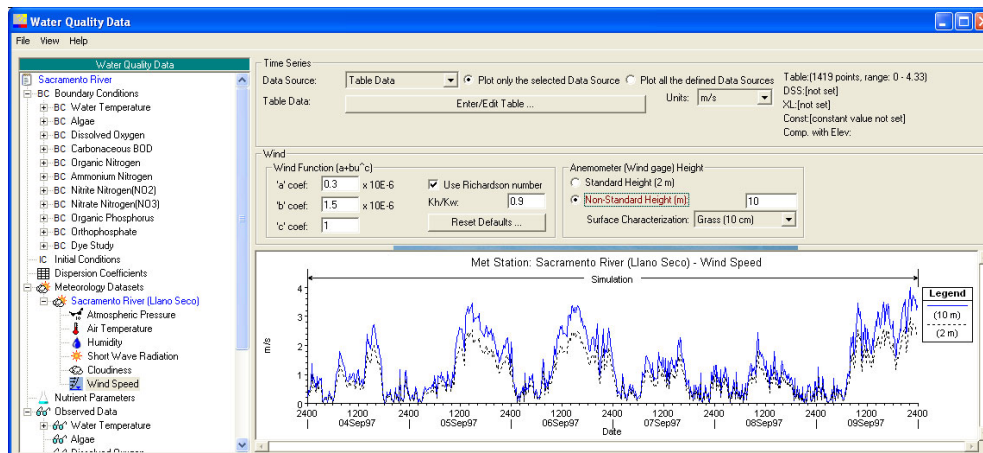 Water Quality Data
File View Help
Water Quality Data
Sacramento River
BC Boundary Conditions
BC Water Temperature
BC Algae
BC Dissolved Oxygen
BC Carbonaceous BOD
BC Organic Nitrogen
BC Ammonium Nitrogen
BC Nitrite Nitrogen(NO2)
BC Nitrate Nitrogen(NO3)
BC Organic Phosphorus
BC Orthophosphate
BC Dye Study
IC Initial Conditions
Dispersion Coefficients
Meteorology Datasets
Sacramento River (Llano Seco)
Atmospheric Pressure
Air Temperature
Humidity
Short Wave Radiation
Cloudiness
Wind Speed
Nutrient Parameters
Observed Data
Water Temperature
Algae
Dissolved Oxygen
Time Series
Data Source: Table Data Plot only the selected Data Source Plot all the defined Data Sources
Table Data: Enter/Edit Table ... Units: m/s
Table:(1419 points, range: 0 - 4.33)
DSS:[not set]
XL:[not set]
Const:[constant value not set]
Comp. with Elev:
Wind
Wind Function (a+bu^c)
'a' coef: 0.3 x 10E-6 Use Richardson number
'b' coef: 1.5 x 10E-6 Kh/Kw: 0.9
'c' coef: 1 Reset Defaults ...
Anemometer (Wind gage) Height
Standard Height (2 m)
Non-Standard Height (m) 10
Surface Characterization: Grass (10 cm)
Met Station: Sacramento River (Llano Seco) - Wind Speed
Simulation
4
3
2
1
0
m/s
2400 1200 2400 1200 2400 1200 2400 1200 2400 1200 2400 1200 2400
04Sep97 05Sep97 06Sep97 07Sep97 08Sep97 09Sep97
Date
Legend
(10 m)
(2 m)